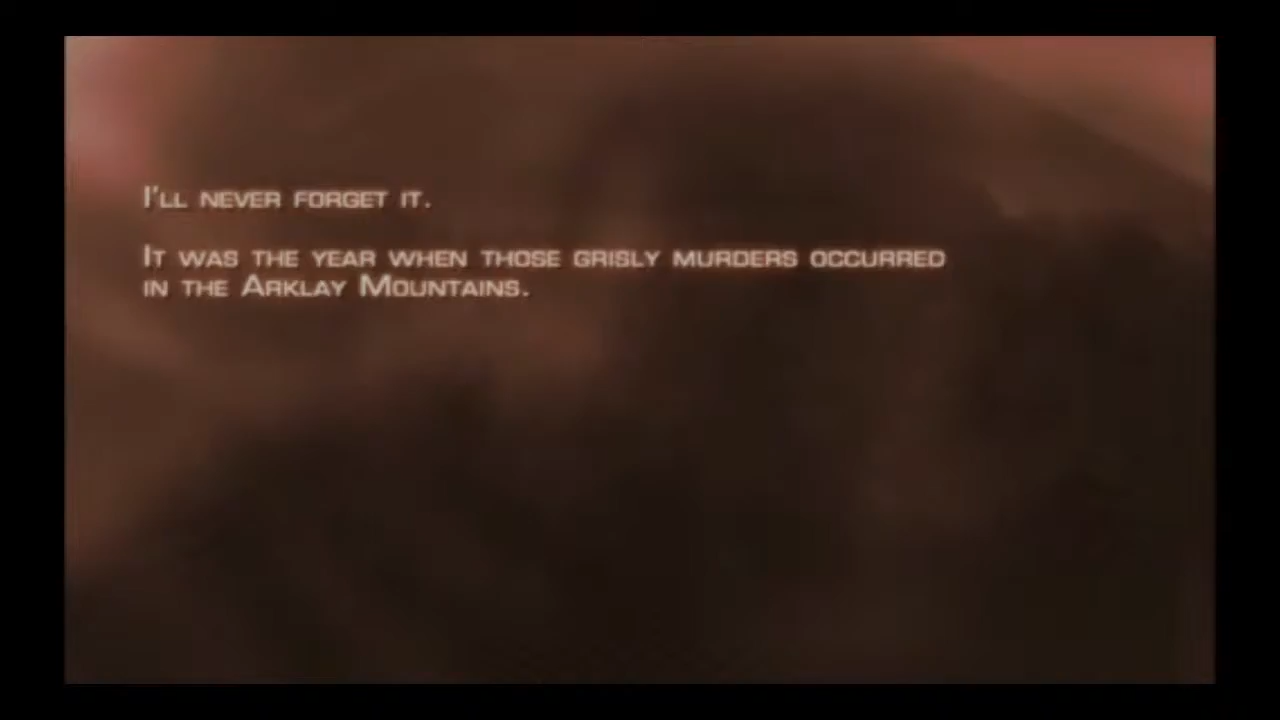 I'll never forget it.
It was the year when those grisly murders occurred
in the Arklay Mountains.